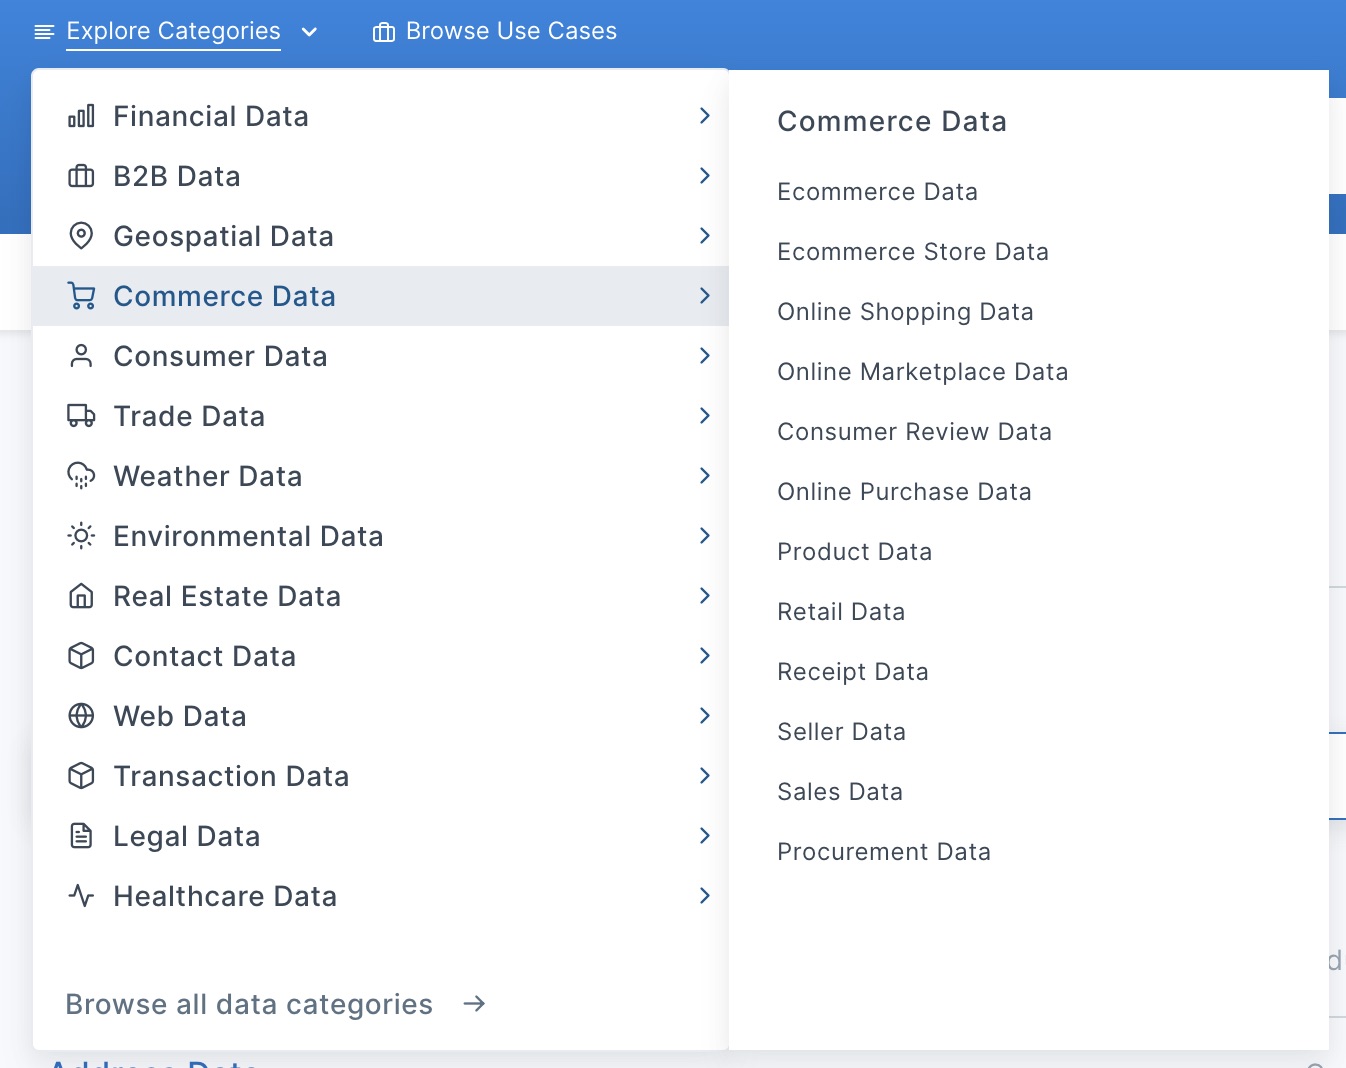 Explore Categories
Browse Use Cases
Financial Data
B2B Data
Geospatial Data
Commerce Data
Consumer Data
Trade Data
Weather Data
Environmental Data
Real Estate Data
Contact Data
Web Data
Transaction Data
Legal Data
Healthcare Data
Browse all data categories
Commerce Data
Ecommerce Data
Ecommerce Store Data
Online Shopping Data
Online Marketplace Data
Consumer Review Data
Online Purchase Data
Product Data
Retail Data
Receipt Data
Seller Data
Sales Data
Procurement Data
Address Data